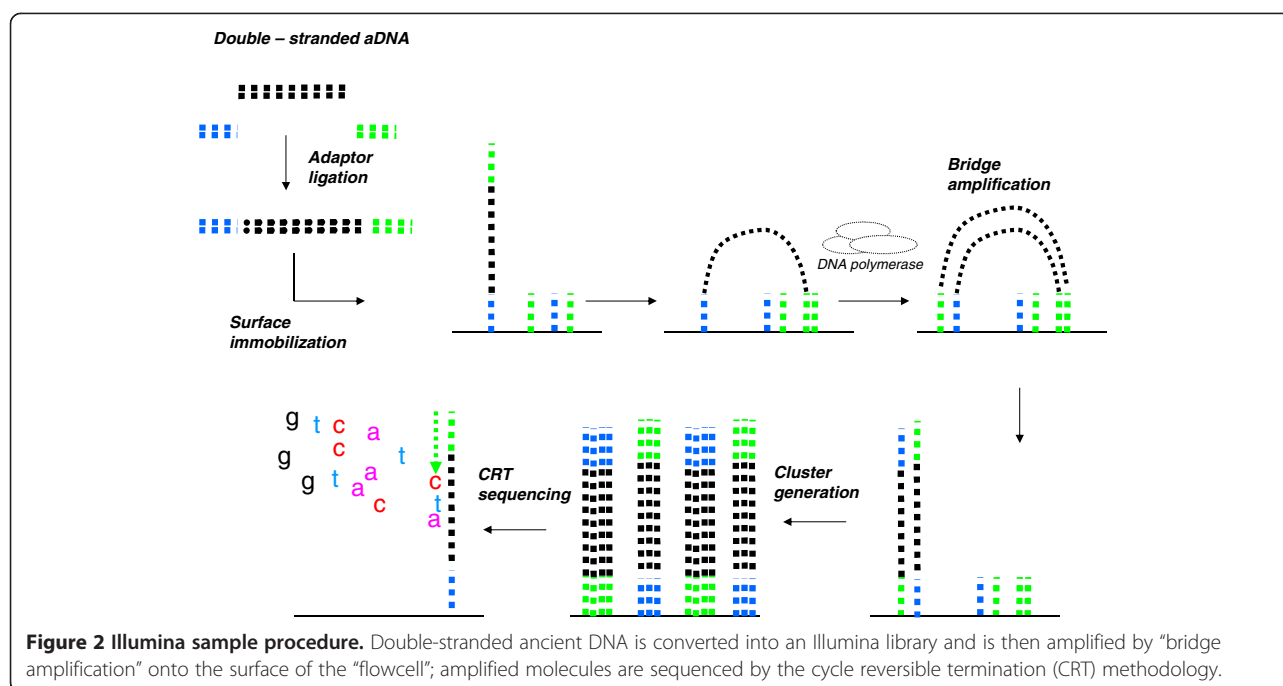 Double – stranded aDNA
Adaptor
ligation
Surface
immobilization
DNA polymerase
Bridge
amplification
Cluster
generation
CRT
sequencing
g t c a
g c t
g t a a c
c
t
a
Figure 2 Illumina sample procedure. Double-stranded ancient DNA is converted into an Illumina library and is then amplified by “bridge
amplification” onto the surface of the “flowcell”; amplified molecules are sequenced by the cycle reversible termination (CRT) methodology.